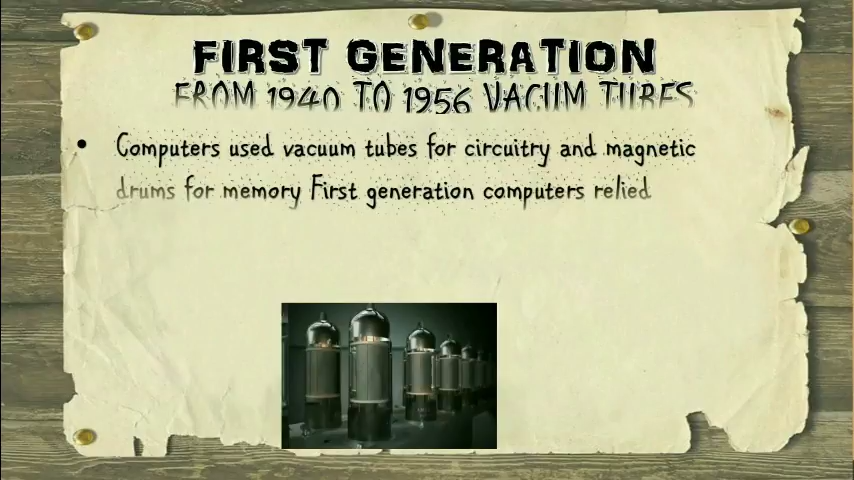 FIRST GENERATION
FROM 1940 TO 1956 VACUM TUBES
• Computers used vacuum tubes for circuitry and magnetic
drums for memory First generation computers relied